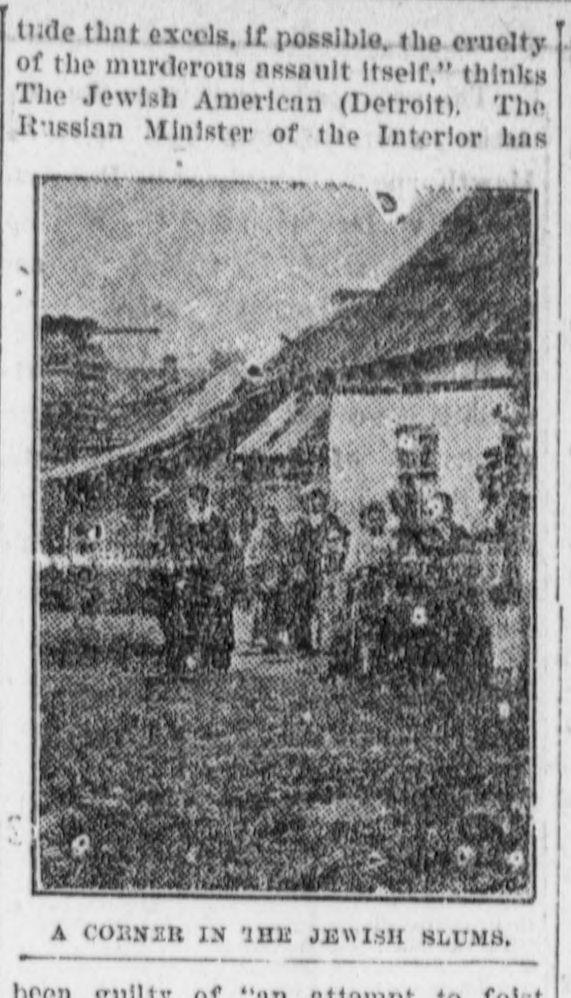 tude that excels, if possible, the cruelty
of the murderous assault itself," thinks
The Jewish American (Detroit). The
Russian Minister of the Interior has
A CORNER IN THE JEWISH SLUMS.
been guilty of "an attempt to foist